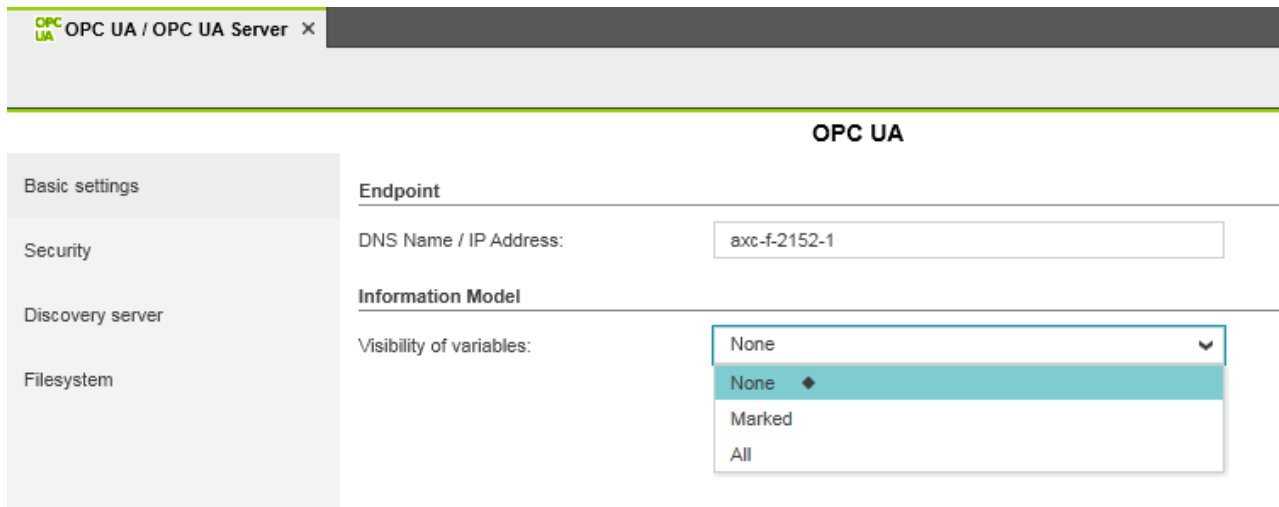 OPC UA OPC UA / OPC UA Server ×
OPC UA
Basic settings
Security
Discovery server
Filesystem
Endpoint
DNS Name / IP Address: axc-f-2152-1
Information Model
Visibility of variables: None
None ◆
Marked
All